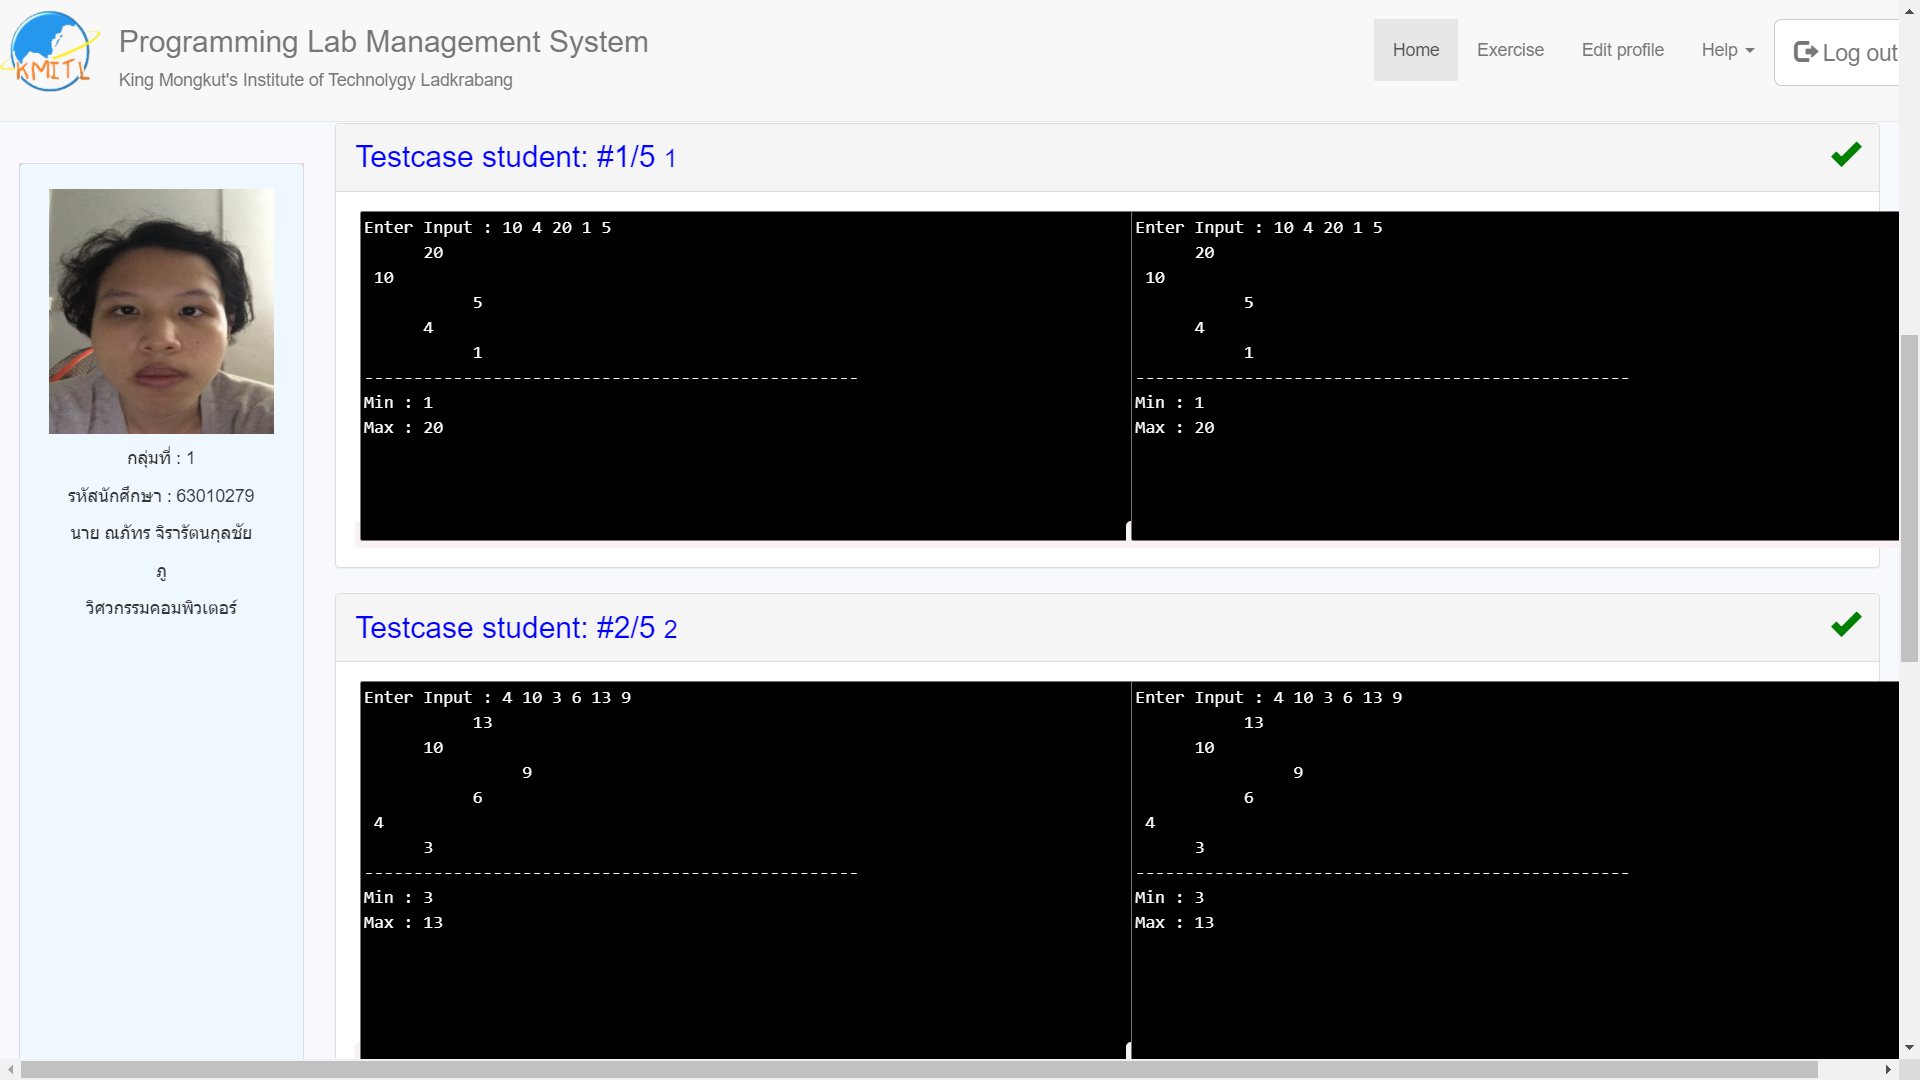 KMITL
Programming Lab Management System
King Mongkut's Institute of Technolygy Ladkrabang
Home Exercise Edit profile Help Log out
กลุ่มที่ : 1
รหัสนักศึกษา : 63010279
นาย ณภัทร จิรารัตนกุลชัย
ภู
วิศวกรรมคอมพิวเตอร์
Testcase student: #1/5 1
Enter Input : 10 4 20 1 5
20
10
5
4
1
--------------------------------------------------
Min : 1
Max : 20
Enter Input : 10 4 20 1 5
20
10
5
4
1
--------------------------------------------------
Min : 1
Max : 20
Testcase student: #2/5 2
Enter Input : 4 10 3 6 13 9
13
10
9
6
4
3
--------------------------------------------------
Min : 3
Max : 13
Enter Input : 4 10 3 6 13 9
13
10
9
6
4
3
--------------------------------------------------
Min : 3
Max : 13